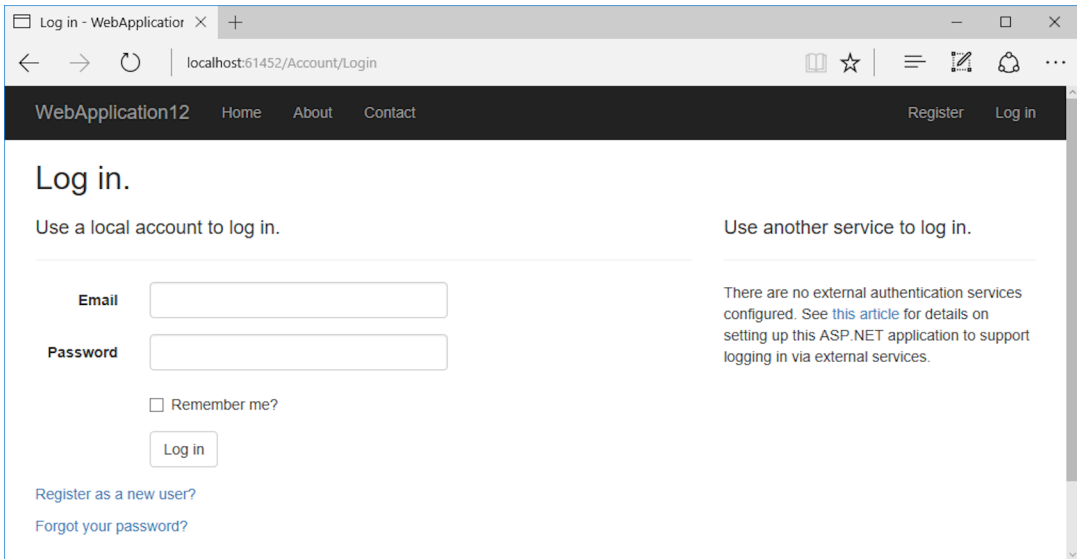 Log in - WebApplication
localhost:61452/Account/Login
WebApplication12 Home About Contact Register Log in
Log in.
Use a local account to log in.
Email
Password
Remember me?
Log in
Register as a new user?
Forgot your password?
Use another service to log in.
There are no external authentication services
configured. See this article for details on
setting up this ASP.NET application to support
logging in via external services.